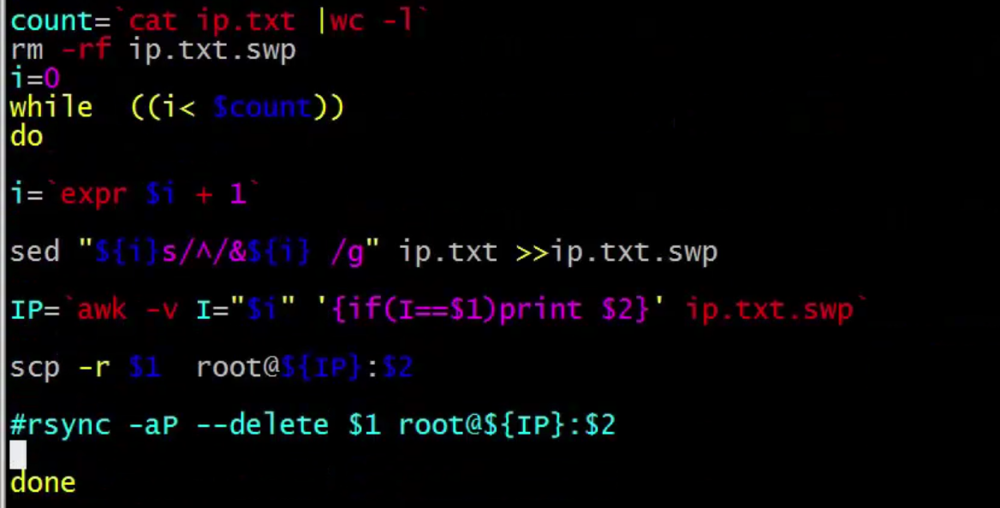 count=`cat ip.txt |wc -l`
rm -rf ip.txt.swp
i=0
while  ((i< $count))
do
i=`expr $i + 1`
sed "${i}s/^/&${i} /g" ip.txt >>ip.txt.swp
IP=`awk -v I="$i" '{if(I==$1)print $2}' ip.txt.swp`
scp -r $1  root@${IP}:$2
#rsync -aP --delete $1 root@${IP}:$2
done